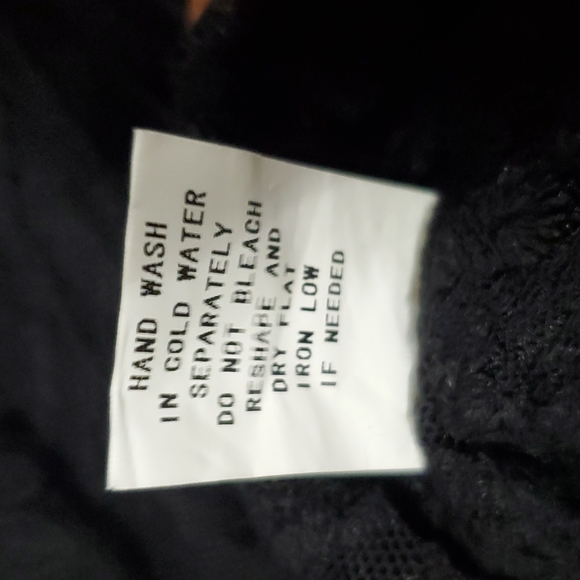 HAND WASH
IN COLD WATER
SEPARATELY
DO NOT BLEACH
RESHAPE AND
DRY FLAT
IRON LOW
IF NEEDED